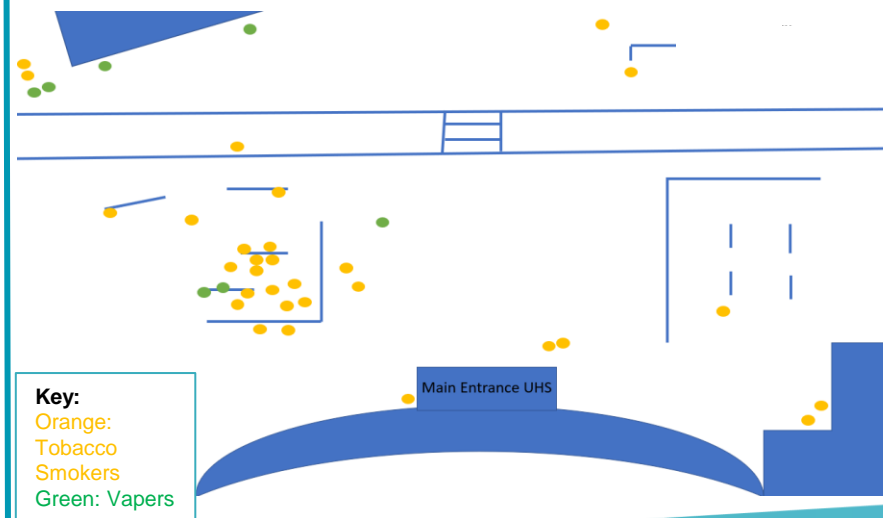 ...
Main Entrance UHS
Key:
Orange:
Tobacco
Smokers
Green: Vapers